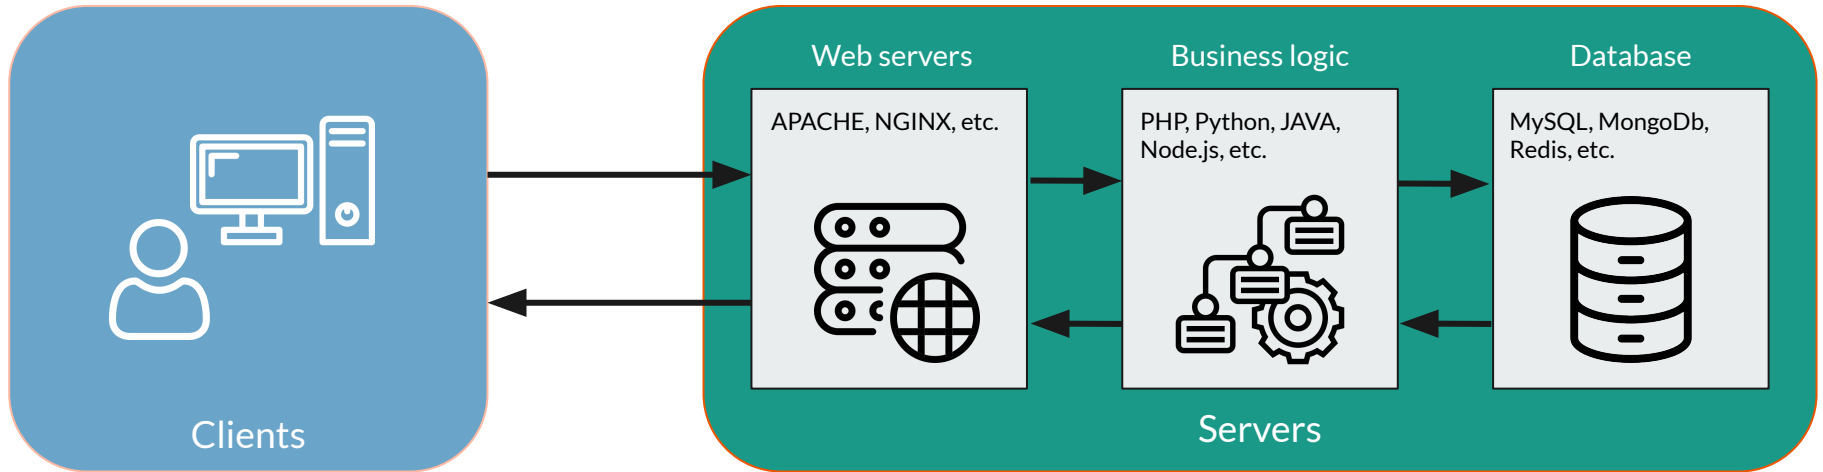 Web servers
Business logic
Database
APACHE, NGINX, etc.
PHP, Python, JAVA,
Node.js, etc.
MySQL, MongoDb,
Redis, etc.
Clients
Servers